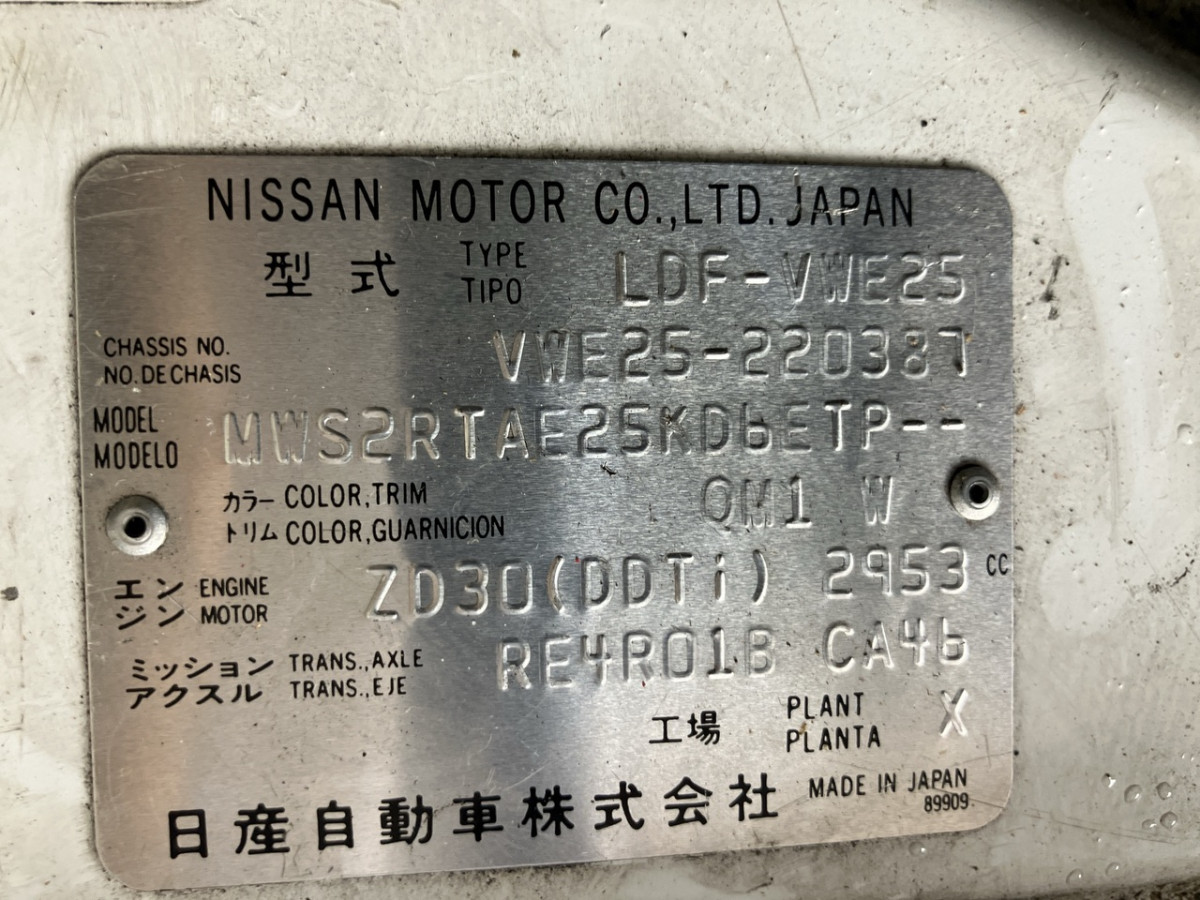 NISSAN MOTOR CO.,LTD. JAPAN
型式 TYPE TIPO LDF-VWE25
CHASSIS NO. NO.DE CHASIS VWE25-220387
MODEL MODELO MWS2RTAE25KD6ETP--
カラー COLOR,TRIM QM1 W
トリム COLOR,GUARNICION
エン ENGINE ZD30(DDTi) 2953 CC
ジン MOTOR
ミッション TRANS.,AXLE RE4R01B CA46
アクスル TRANS.,EJE
工場 PLANT PLANTA X
日産自動車株式会社 MADE IN JAPAN
89909